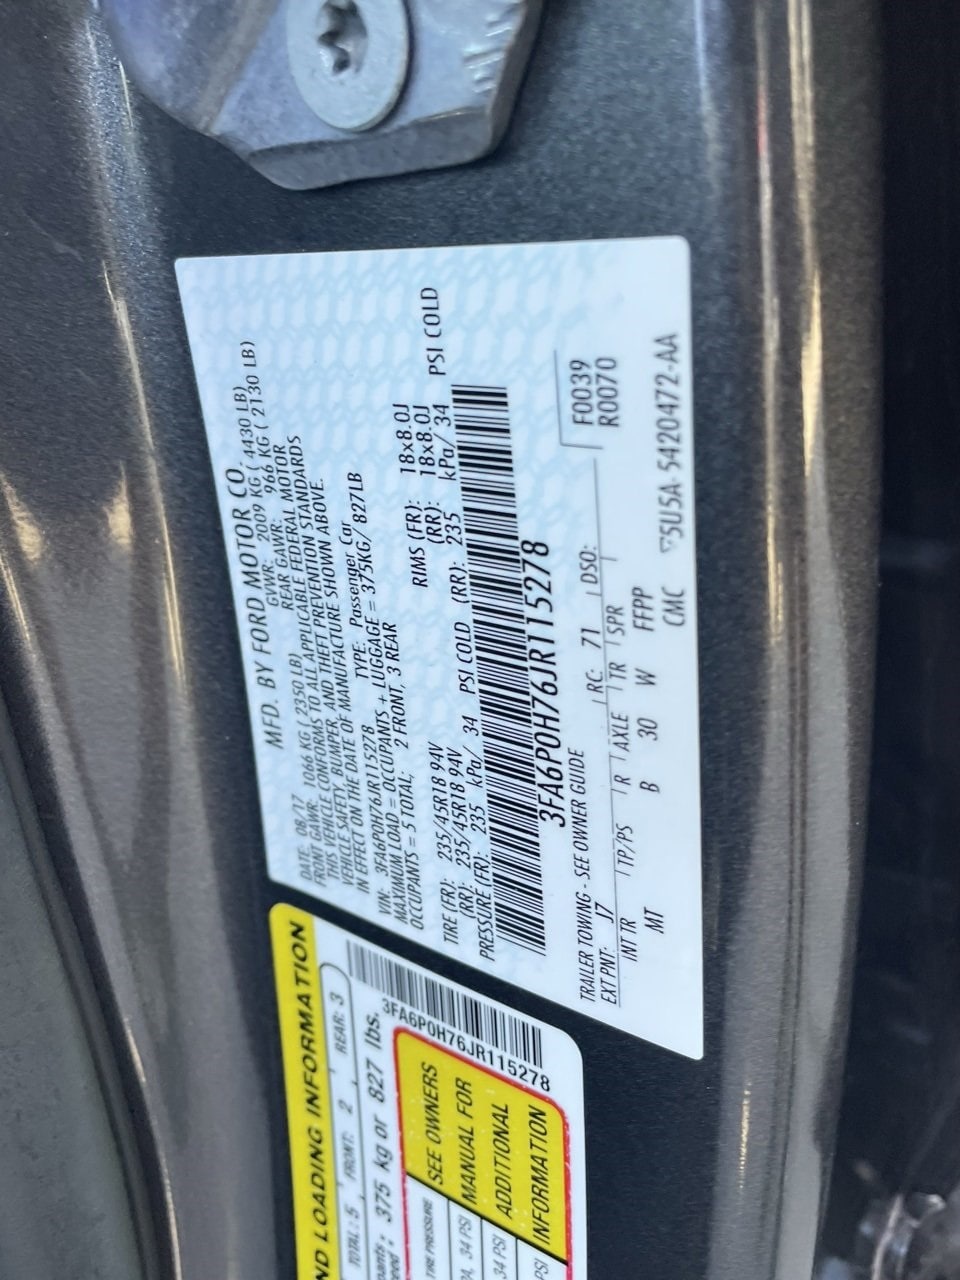 MFD. BY FORD MOTOR CO.
DATE: 08/17 GVWR: 2009 KG ( 4430 LB)
FRONT GAWR: 1066 KG ( 2350 LB) REAR GAWR: 966 KG ( 2130 LB)
THIS VEHICLE CONFORMS TO ALL APPLICABLE FEDERAL MOTOR
VEHICLE SAFETY, BUMPER, AND THEFT PREVENTION STANDARDS
IN EFFECT ON THE DATE OF MANUFACTURE SHOWN ABOVE.
VIN: 3FA6P0H76JR115278 TYPE: Passenger Car
MAXIMUM LOAD = OCCUPANTS + LUGGAGE = 375KG/ 827LB
OCCUPANTS = 5 TOTAL; 2 FRONT, 3 REAR
TIRE (FR): 235/45R18 94V RIMS (FR): 18x8.0J
(RR): 235/45R18 94V (RR): 18x8.0J
PRESSURE (FR): 235 kPa/ 34 PSI COLD (RR): 235 kPa/ 34 PSI COLD
3FA6P0H76JR115278
TRAILER TOWING - SEE OWNER GUIDE
F0039
R0070
EXT PNT: J7 RC: 71 DSO:
INT TR TP/PS R AXLE TR SPR
MT B 30 W FFPP
CMC 5U5A-5420472-AA
ND LOADING INFORMATION
TOTAL: 5 FRONT: 2 REAR: 3
375 kg or 827 lbs.
3FA6P0H76JR115278
TIRE PRESSURE
34 PSI
34 PSI
PSI
SEE OWNERS
MANUAL FOR
ADDITIONAL
INFORMATION